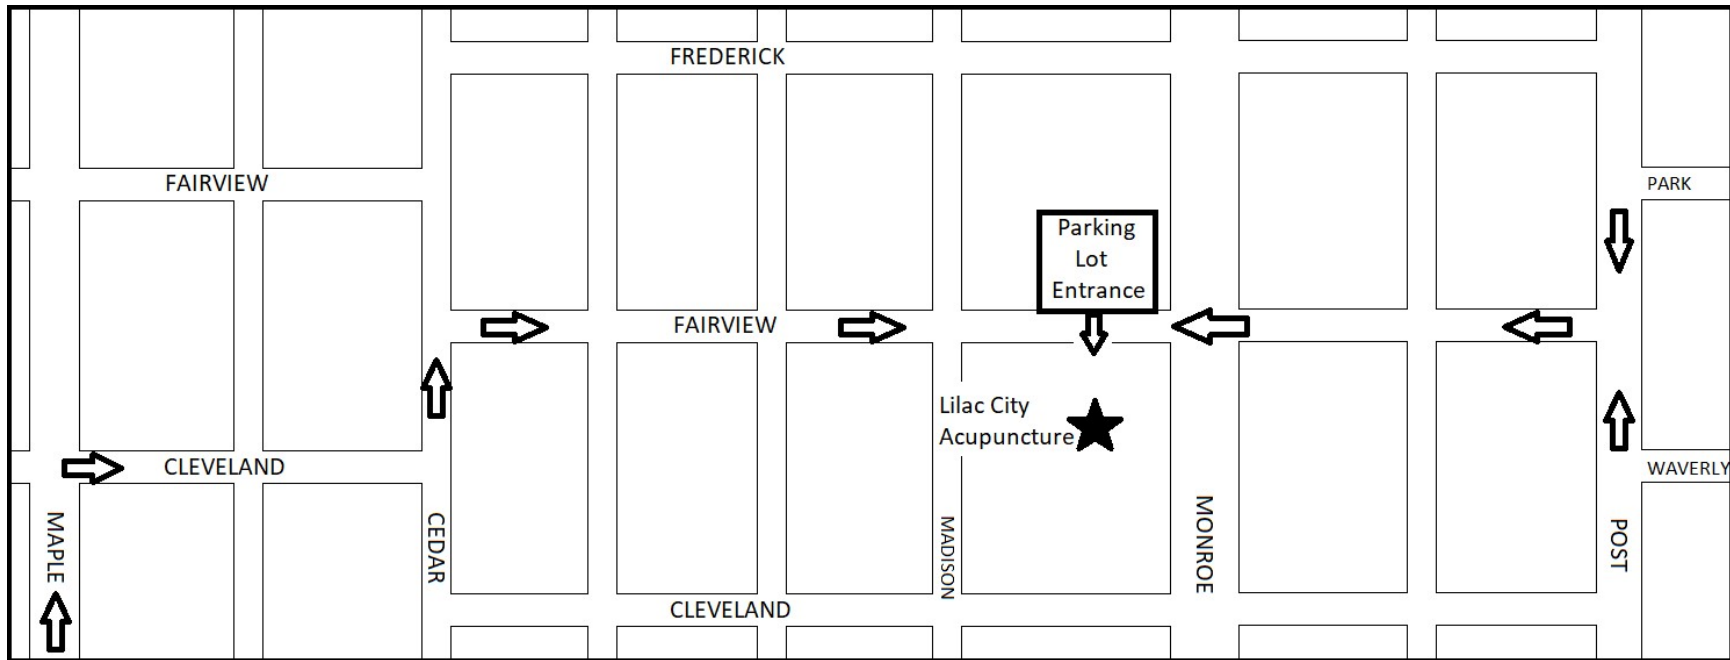 FREDERICK
FAIRVIEW
PARK
Parking
Lot
Entrance
FAIRVIEW
Lilac City
Acupuncture
CLEVELAND
WAVERLY
MAPLE
CEDAR
MADISON
MONROE
POST
CLEVELAND